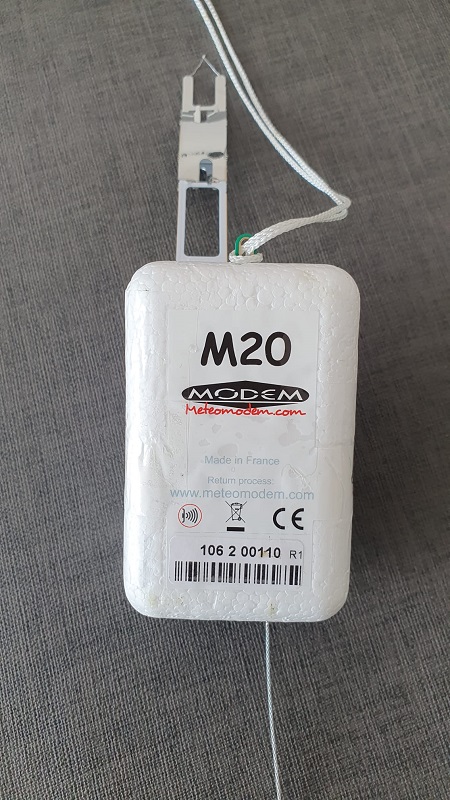 M20
MODEM
Meteomodem.com
Made in France
Return process:
www.meteomodem.com
CE
106 2 00110 R1